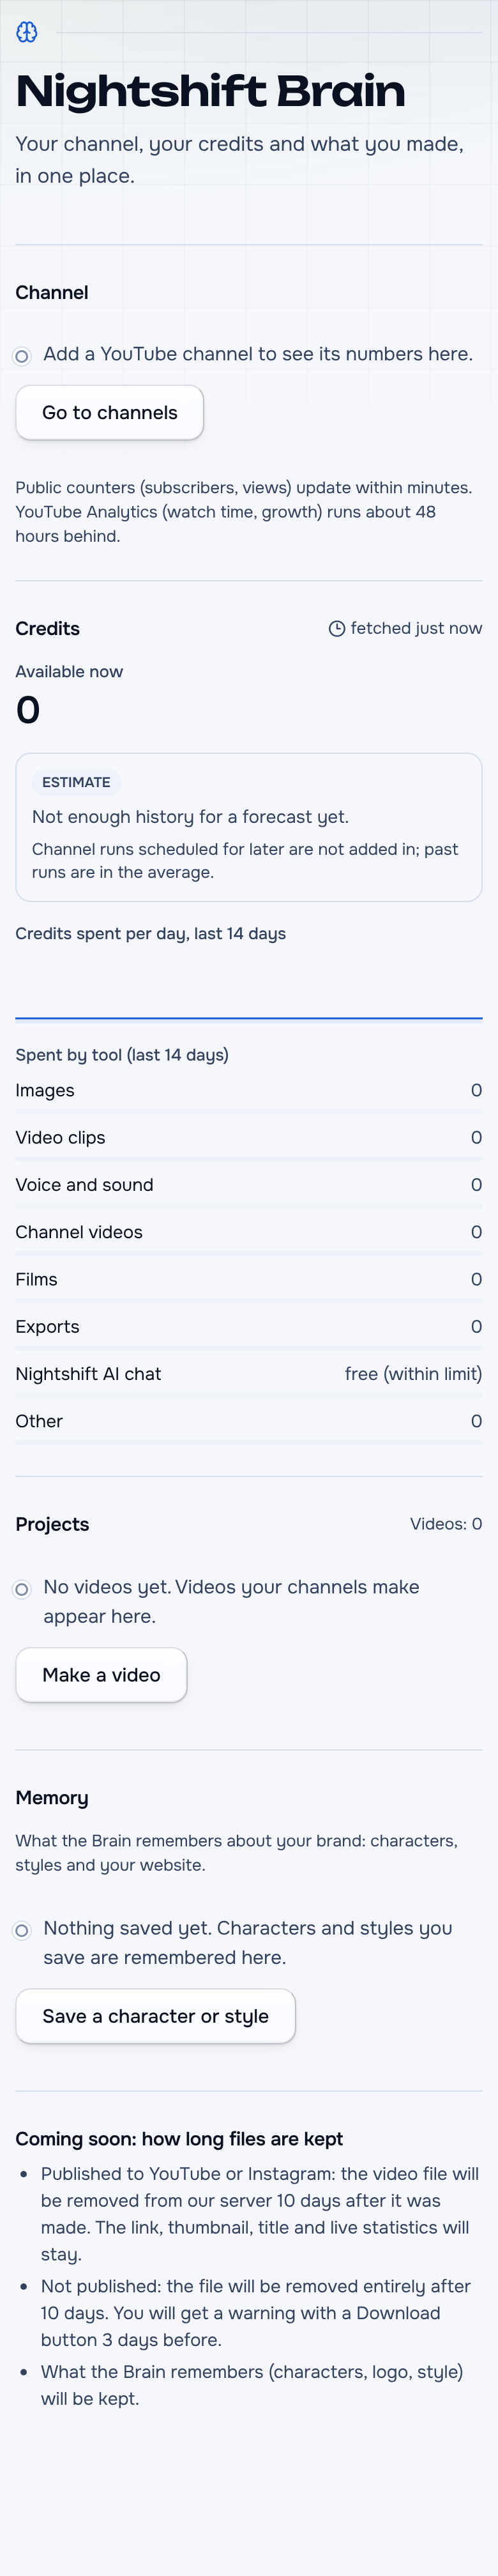 Nightshift Brain
Your channel, your credits and what you made,
in one place.
Channel
Add a YouTube channel to see its numbers here.
Go to channels
Public counters (subscribers, views) update within minutes.
YouTube Analytics (watch time, growth) runs about 48
hours behind.
Credits
fetched just now
Available now
0
ESTIMATE
Not enough history for a forecast yet.
Channel runs scheduled for later are not added in; past
runs are in the average.
Credits spent per day, last 14 days
Spent by tool (last 14 days)
Images 0
Video clips 0
Voice and sound 0
Channel videos 0
Films 0
Exports 0
Nightshift AI chat free (within limit)
Other 0
Projects
Videos: 0
No videos yet. Videos your channels make
appear here.
Make a video
Memory
What the Brain remembers about your brand: characters,
styles and your website.
Nothing saved yet. Characters and styles you
save are remembered here.
Save a character or style
Coming soon: how long files are kept
• Published to YouTube or Instagram: the video file will
be removed from our server 10 days after it was
made. The link, thumbnail, title and live statistics will
stay.
• Not published: the file will be removed entirely after
10 days. You will get a warning with a Download
button 3 days before.
• What the Brain remembers (characters, logo, style)
will be kept.